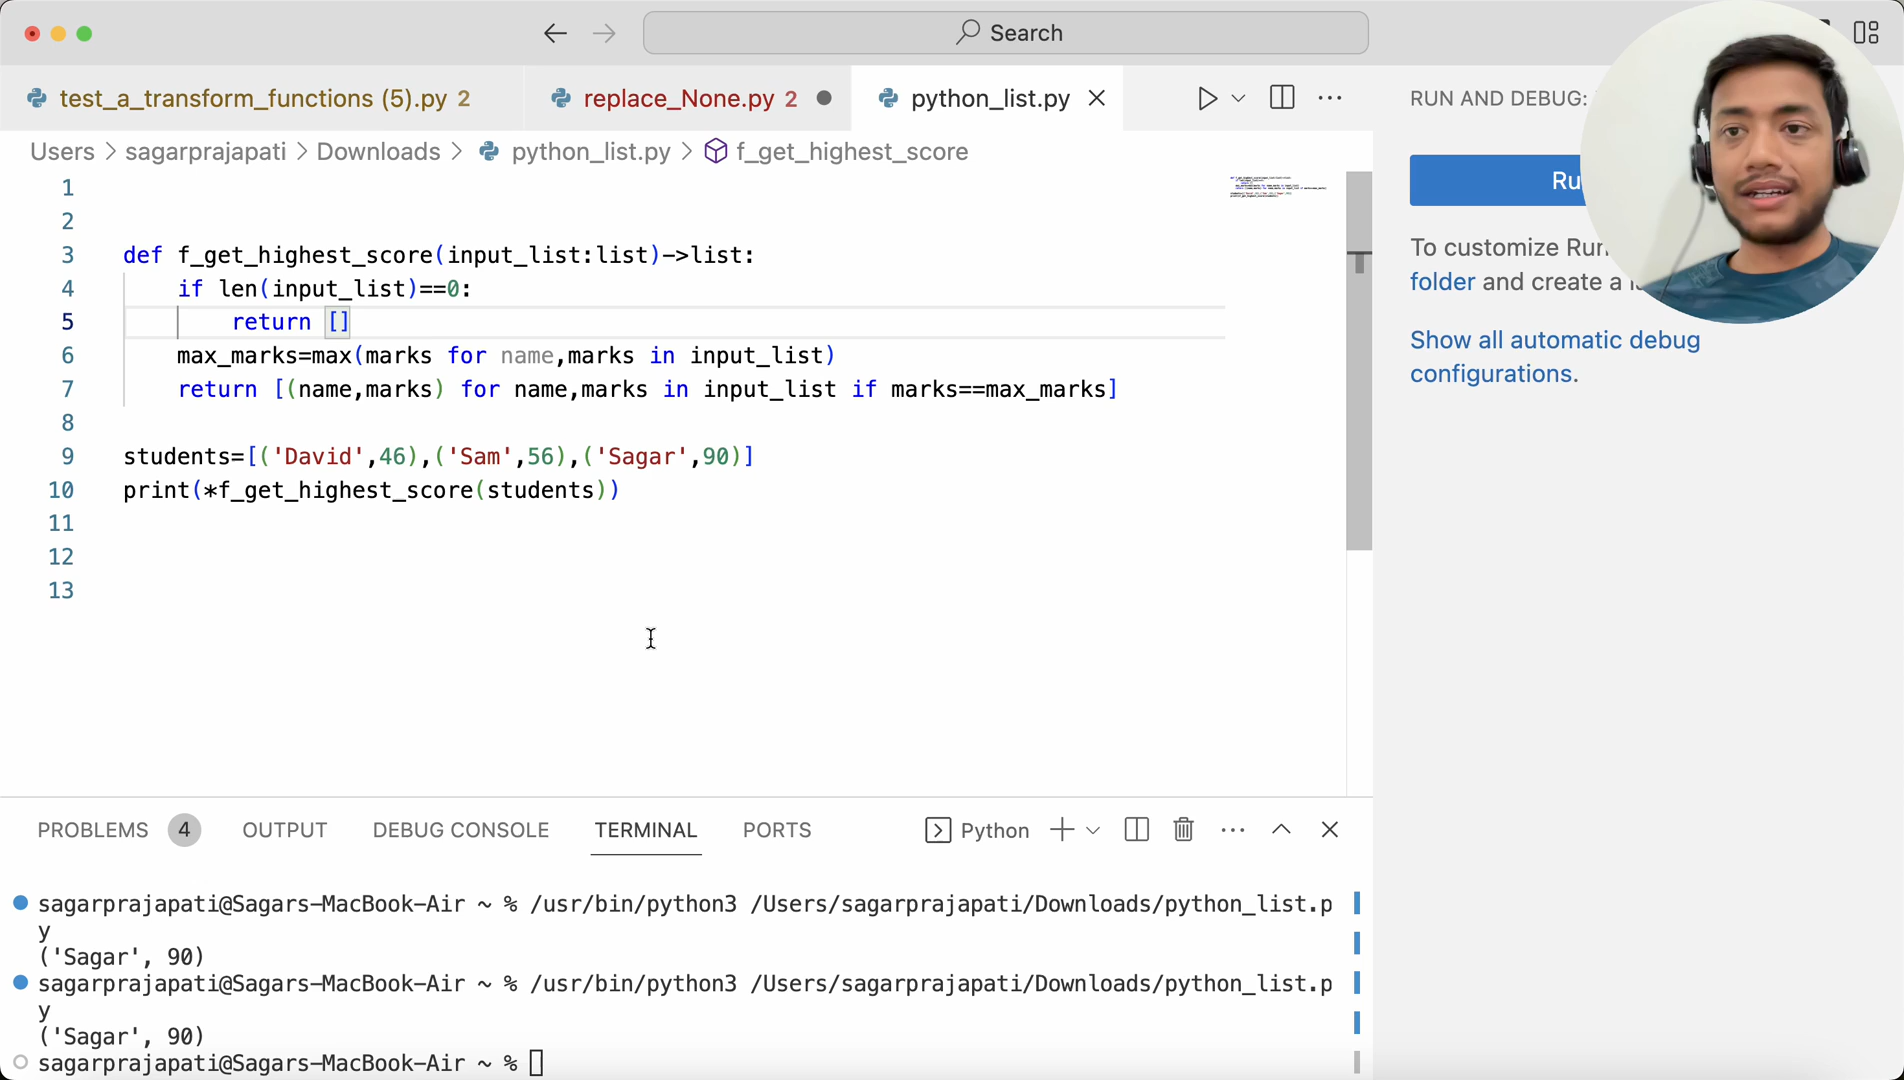 Search
test_a_transform_functions (5).py 2
replace_None.py 2
python_list.py
RUN AND DEBUG:
Users > sagarprajapati > Downloads > python_list.py > f_get_highest_score
1
2
3 def f_get_highest_score(input_list:list)->list:
4 if len(input_list)==0:
5 return []
6 max_marks=max(marks for name,marks in input_list)
7 return [(name,marks) for name,marks in input_list if marks==max_marks]
8
9 students=[('David',46),('Sam',56),('Sagar',90)]
10 print(*f_get_highest_score(students))
11
12
13
Ru
To customize Run
folder and create a
Show all automatic debug
configurations.
PROBLEMS 4 OUTPUT DEBUG CONSOLE TERMINAL PORTS
Python
sagarprajapati@Sagars-MacBook-Air ~ % /usr/bin/python3 /Users/sagarprajapati/Downloads/python_list.p
y
('Sagar', 90)
sagarprajapati@Sagars-MacBook-Air ~ % /usr/bin/python3 /Users/sagarprajapati/Downloads/python_list.p
y
('Sagar', 90)
sagarprajapati@Sagars-MacBook-Air ~ %